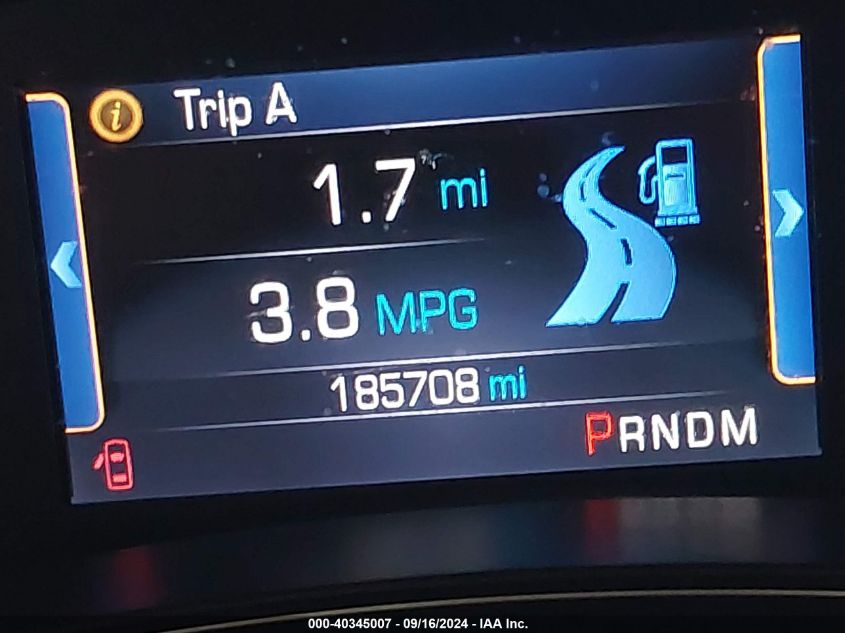 i Trip A
1.7 mi
3.8 MPG
185708 mi
PRNDM
000-40345007 - 09/16/2024 - IAA Inc.